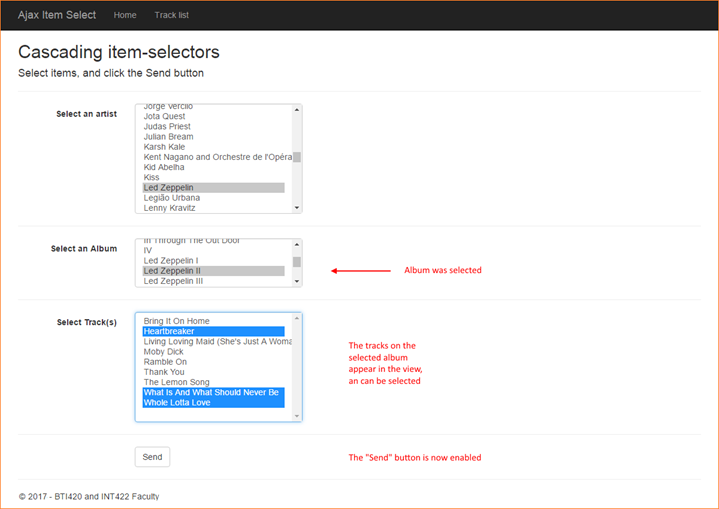 Ajax Item Select Home Track list
Cascading item-selectors
Select items, and click the Send button
Select an artist
Jorge Vercilo
Jota Quest
Judas Priest
Julian Bream
Karsh Kale
Kent Nagano and Orchestre de l'Opéra
Kid Abelha
Kiss
Led Zeppelin
Legião Urbana
Lenny Kravitz
Select an Album
In Through The Out Door
IV
Led Zeppelin I
Led Zeppelin II
Led Zeppelin III
Album was selected
Select Track(s)
Bring It On Home
Heartbreaker
Living Loving Maid (She's Just A Woma
Moby Dick
Ramble On
Thank You
The Lemon Song
What Is And What Should Never Be
Whole Lotta Love
The tracks on the
selected album
appear in the view,
an can be selected
Send
The "Send" button is now enabled
© 2017 - BTI420 and INT422 Faculty